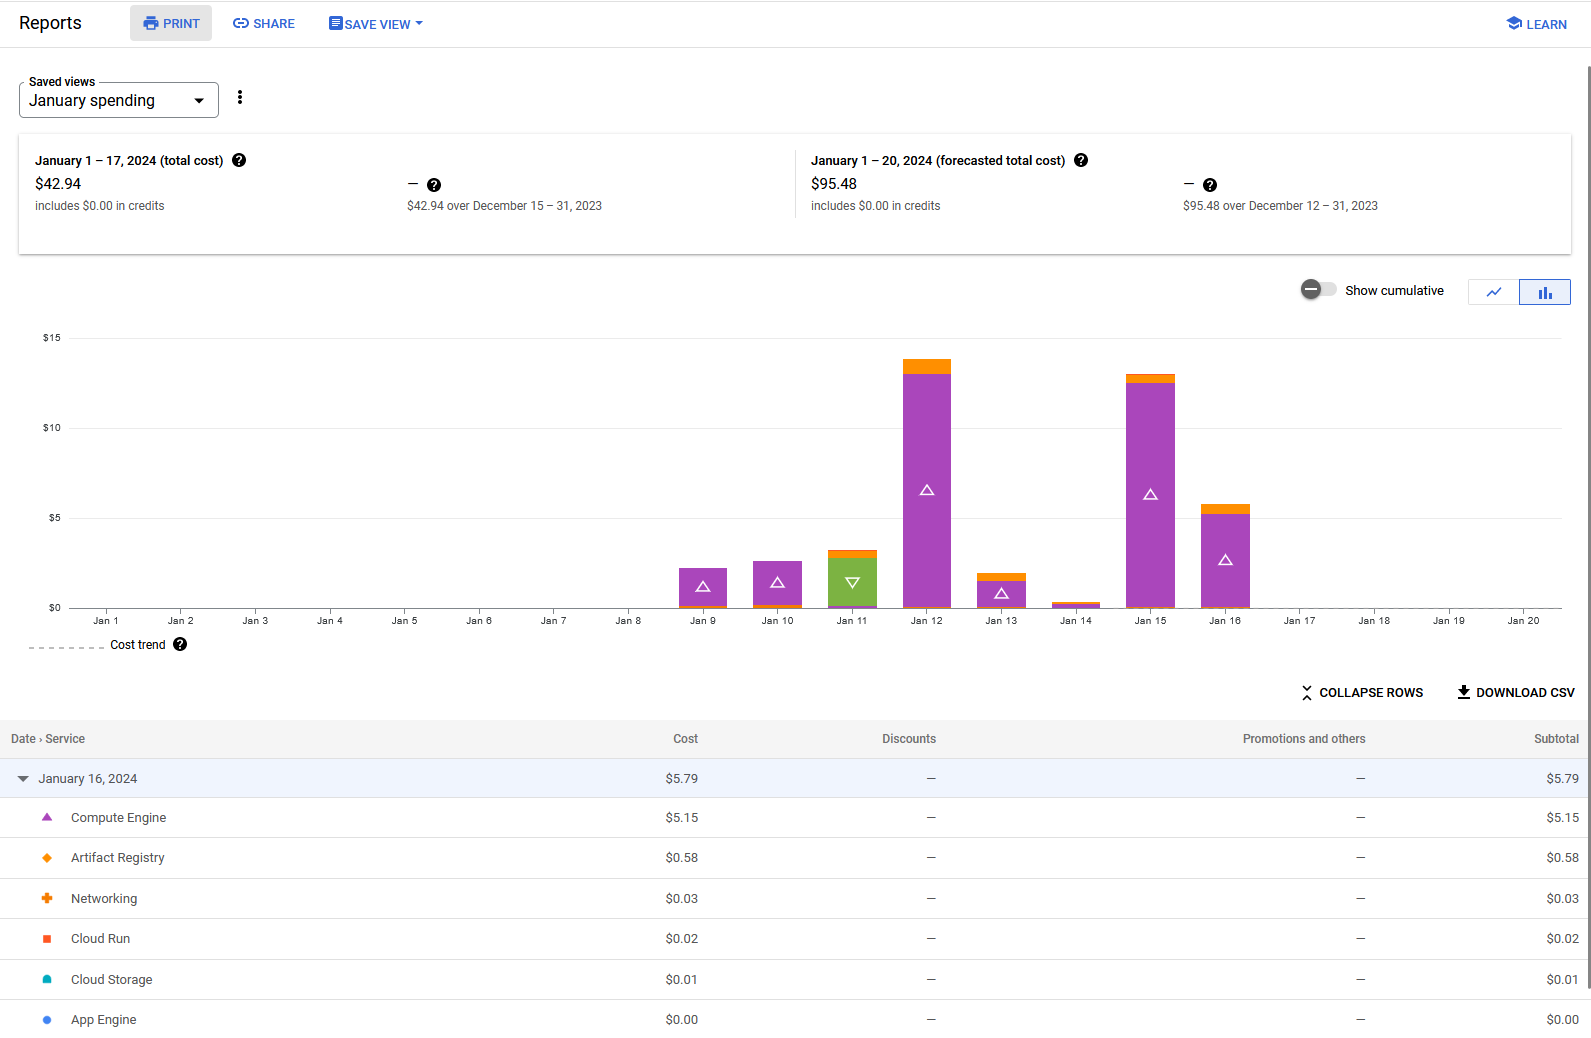 Reports
PRINT
SHARE
SAVE VIEW
LEARN
Saved views
January spending
January 1 – 17, 2024 (total cost)
$42.94
includes $0.00 in credits
—
$42.94 over December 15 – 31, 2023
January 1 – 20, 2024 (forecasted total cost)
$95.48
includes $0.00 in credits
—
$95.48 over December 12 – 31, 2023
Show cumulative
$15
$10
$5
$0
Jan 1 Jan 2 Jan 3 Jan 4 Jan 5 Jan 6 Jan 7 Jan 8 Jan 9 Jan 10 Jan 11 Jan 12 Jan 13 Jan 14 Jan 15 Jan 16 Jan 17 Jan 18 Jan 19 Jan 20
Cost trend
COLLAPSE ROWS
DOWNLOAD CSV
Date › Service Cost Discounts Promotions and others Subtotal
January 16, 2024 $5.79 — — $5.79
Compute Engine $5.15 — — $5.15
Artifact Registry $0.58 — — $0.58
Networking $0.03 — — $0.03
Cloud Run $0.02 — — $0.02
Cloud Storage $0.01 — — $0.01
App Engine $0.00 — — $0.00